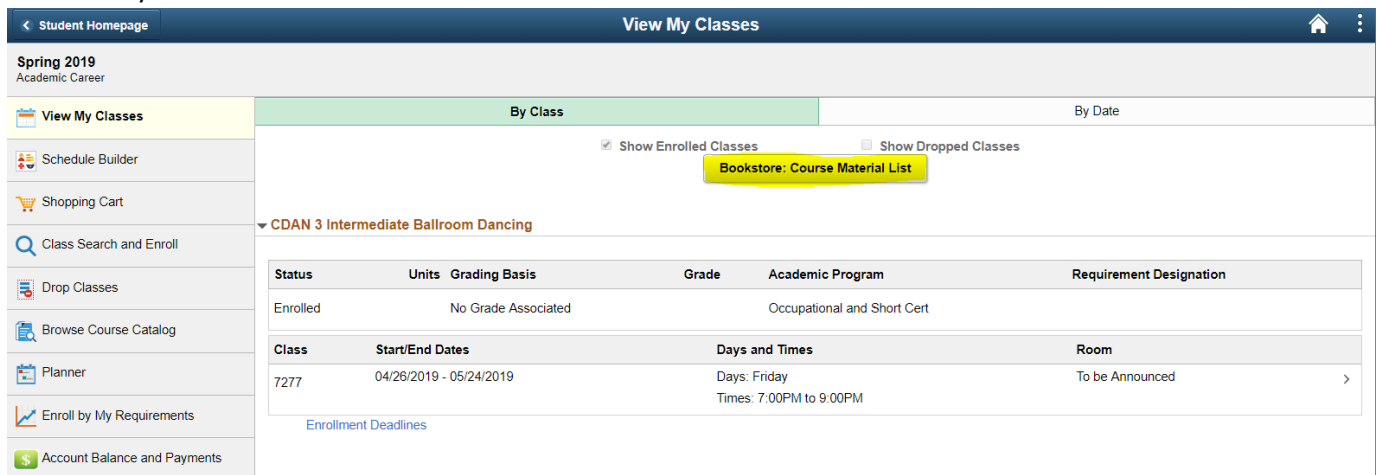 Student Homepage
View My Classes
Spring 2019
Academic Career
View My Classes
Schedule Builder
Shopping Cart
Class Search and Enroll
Drop Classes
Browse Course Catalog
Planner
Enroll by My Requirements
Account Balance and Payments
By Class By Date
Show Enrolled Classes Show Dropped Classes
Bookstore: Course Material List
CDAN 3 Intermediate Ballroom Dancing
Status Units Grading Basis Grade Academic Program Requirement Designation
Enrolled No Grade Associated Occupational and Short Cert
Class Start/End Dates Days and Times Room
7277 04/26/2019 - 05/24/2019 Days: Friday To be Announced
Times: 7:00PM to 9:00PM
Enrollment Deadlines